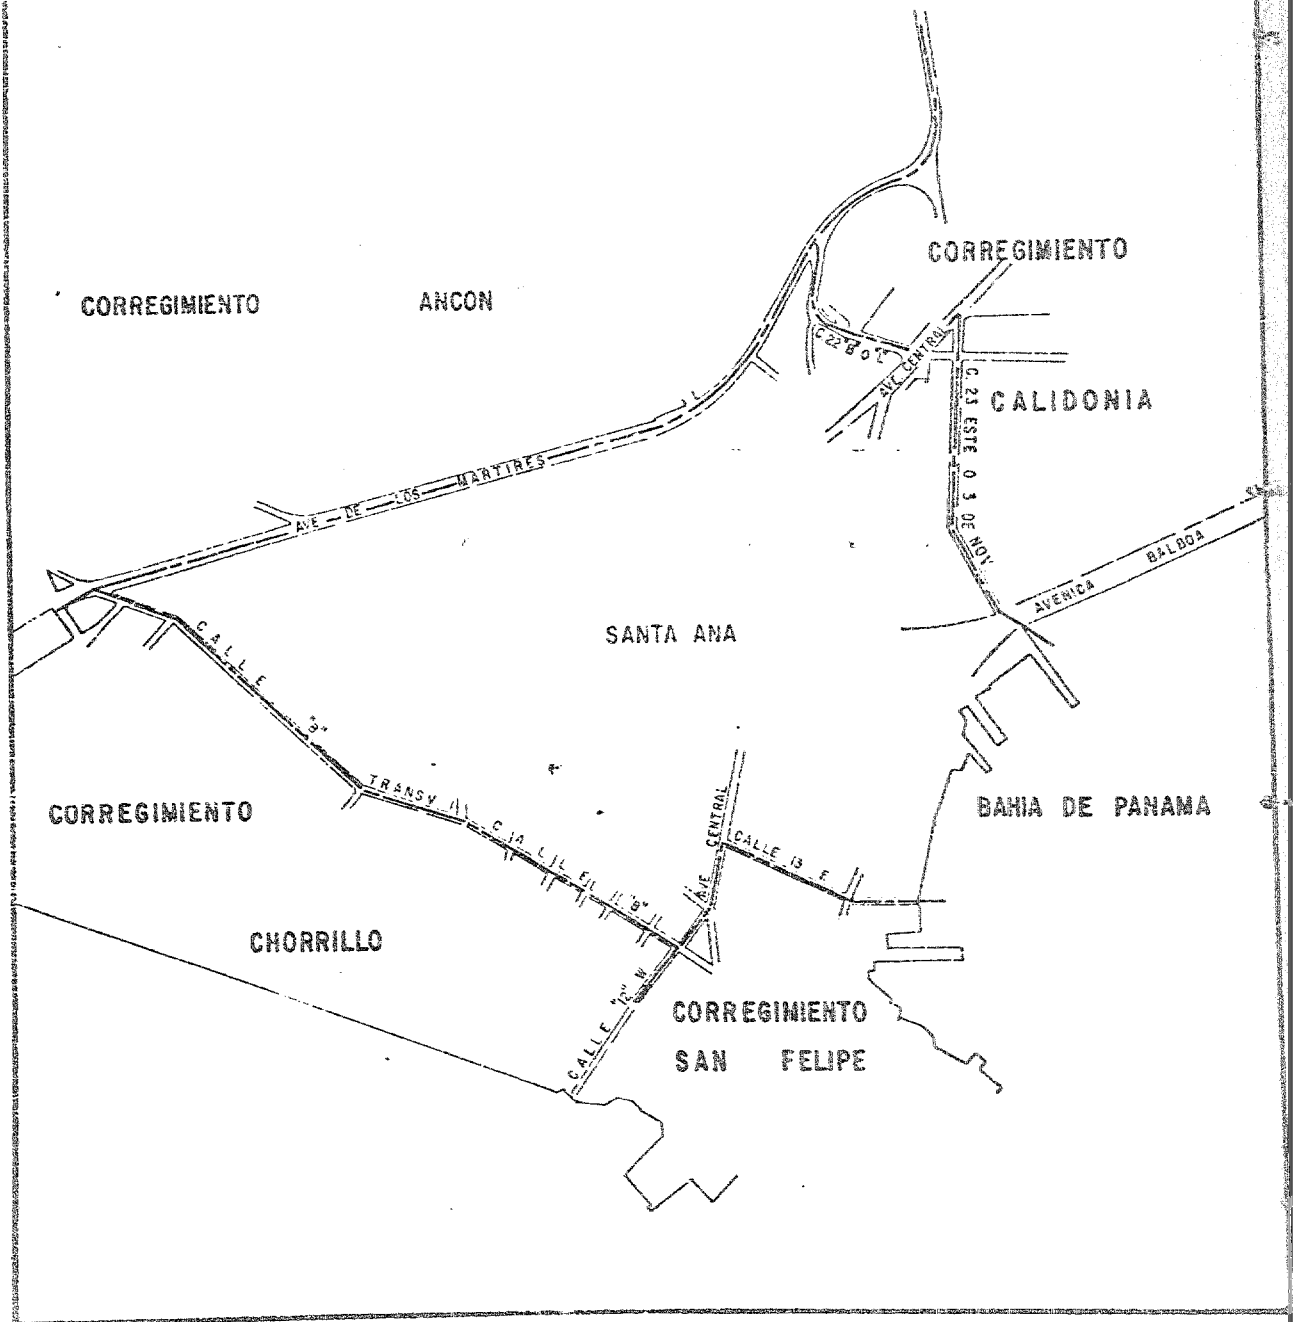 CORREGIMIENTO
CORREGIMIENTO ANCON
C. 22 "B" O "L"
AVE. CENTRAL
CALIDONIA
C. 23 ESTE O 3 DE NOV.
AVE DE LOS MARTIRES
AVENIDA BALBOA
SANTA ANA
CALLE "B"
TRANSV.
CALLE "B"
CORREGIMIENTO
CHORRILLO
AVE CENTRAL
CALLE 13 E.
BAHIA DE PANAMA
CALLE "12" W
CORREGIMIENTO
SAN FELIPE